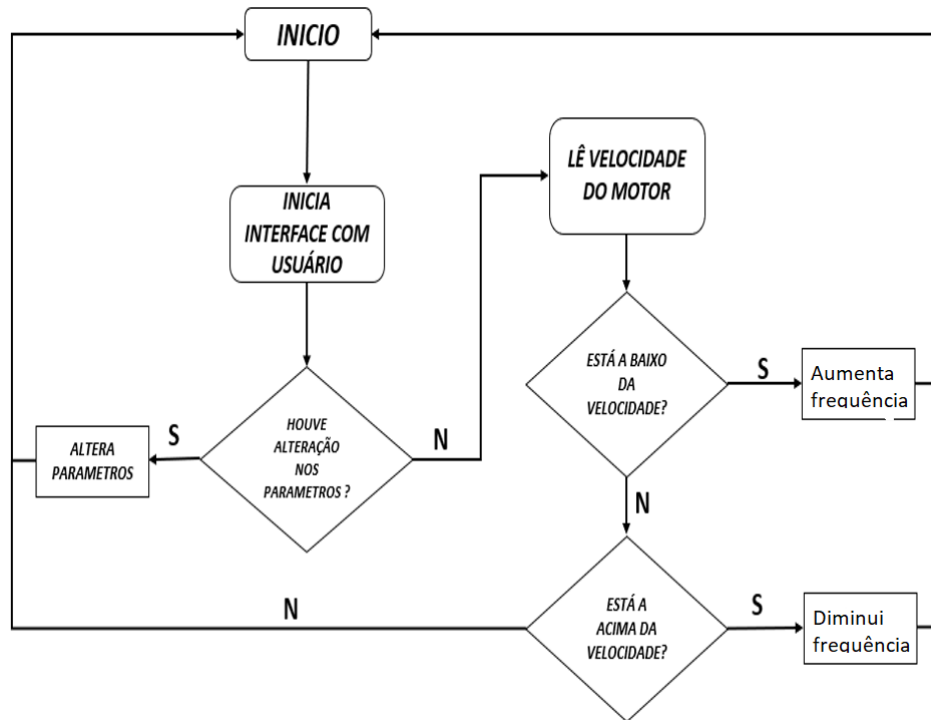 INICIO
INICIA
INTERFACE COM
USUÁRIO
HOUVE
ALTERAÇÃO
NOS
PARAMETROS ?
S
ALTERA
PARAMETROS
N
LÊ VELOCIDADE
DO MOTOR
ESTÁ A BAIXO
DA
VELOCIDADE?
S
Aumenta
frequência
N
ESTÁ A
ACIMA DA
VELOCIDADE?
S
Diminui
frequência
N